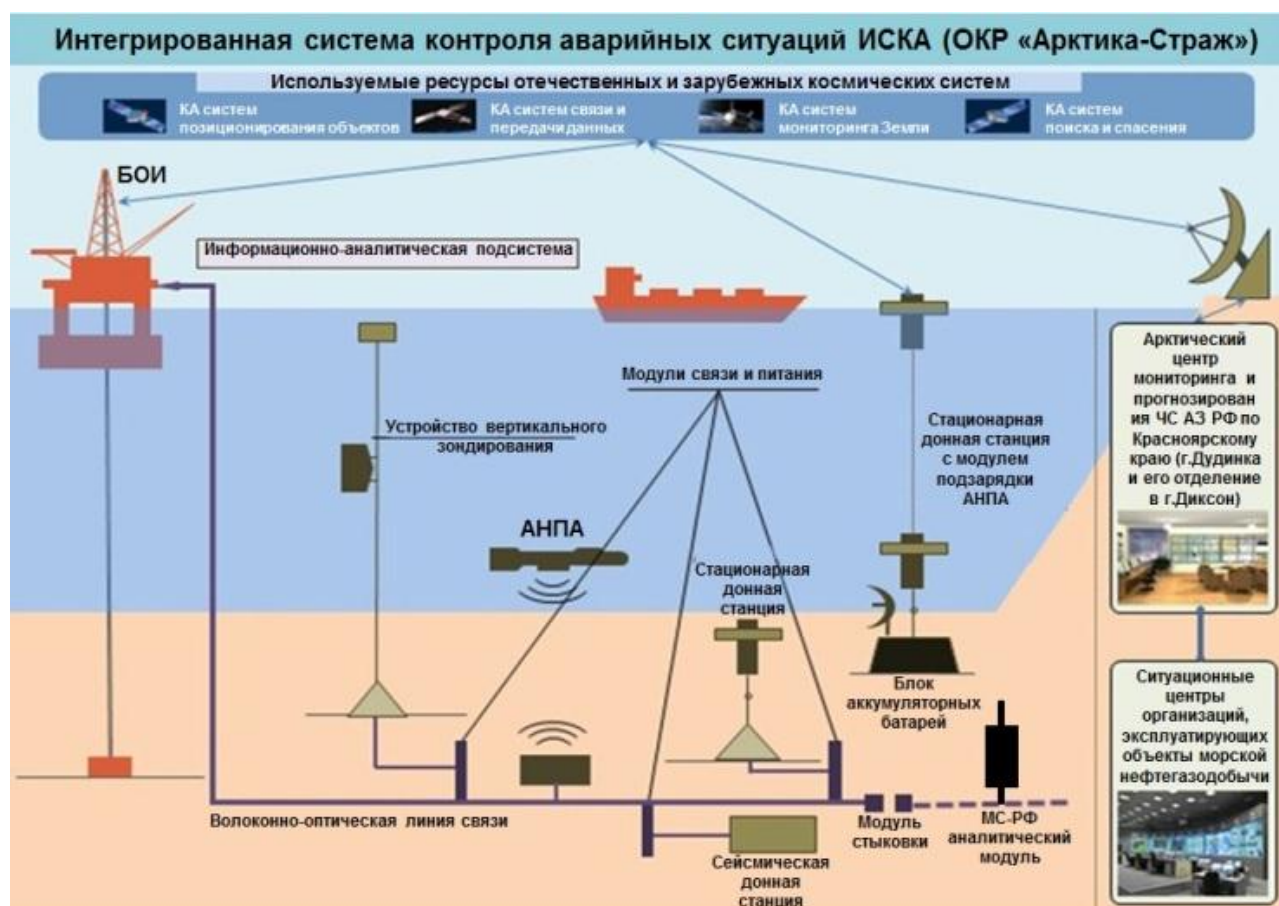 Интегрированная система контроля аварийных ситуаций ИСКА (ОКР «Арктика-Страж»)
Используемые ресурсы отечественных и зарубежных космических систем
КА систем
позиционирования объектов
КА систем связи и
передачи данных
КА систем
мониторинга Земли
КА систем
поиска и спасения
БОИ
Информационно-аналитическая подсистема
Модули связи и питания
Устройство вертикального
зондирования
АНПА
Стационарная
донная
станция
Стационарная
донная станция
с модулем
подзарядки
АНПА
Блок
аккумуляторных
батарей
Волоконно-оптическая линия связи
Сейсмическая
донная
станция
Модуль
стыковки
МС-РФ
аналитический
модуль
Арктический
центр
мониторинга и
прогнозирован
ия ЧС АЗ РФ по
Красноярскому
краю (г.Дудинка
и его отделение
в г.Диксон)
Ситуационные
центры
организаций,
эксплуатирующих
объекты морской
нефтегазодобычи